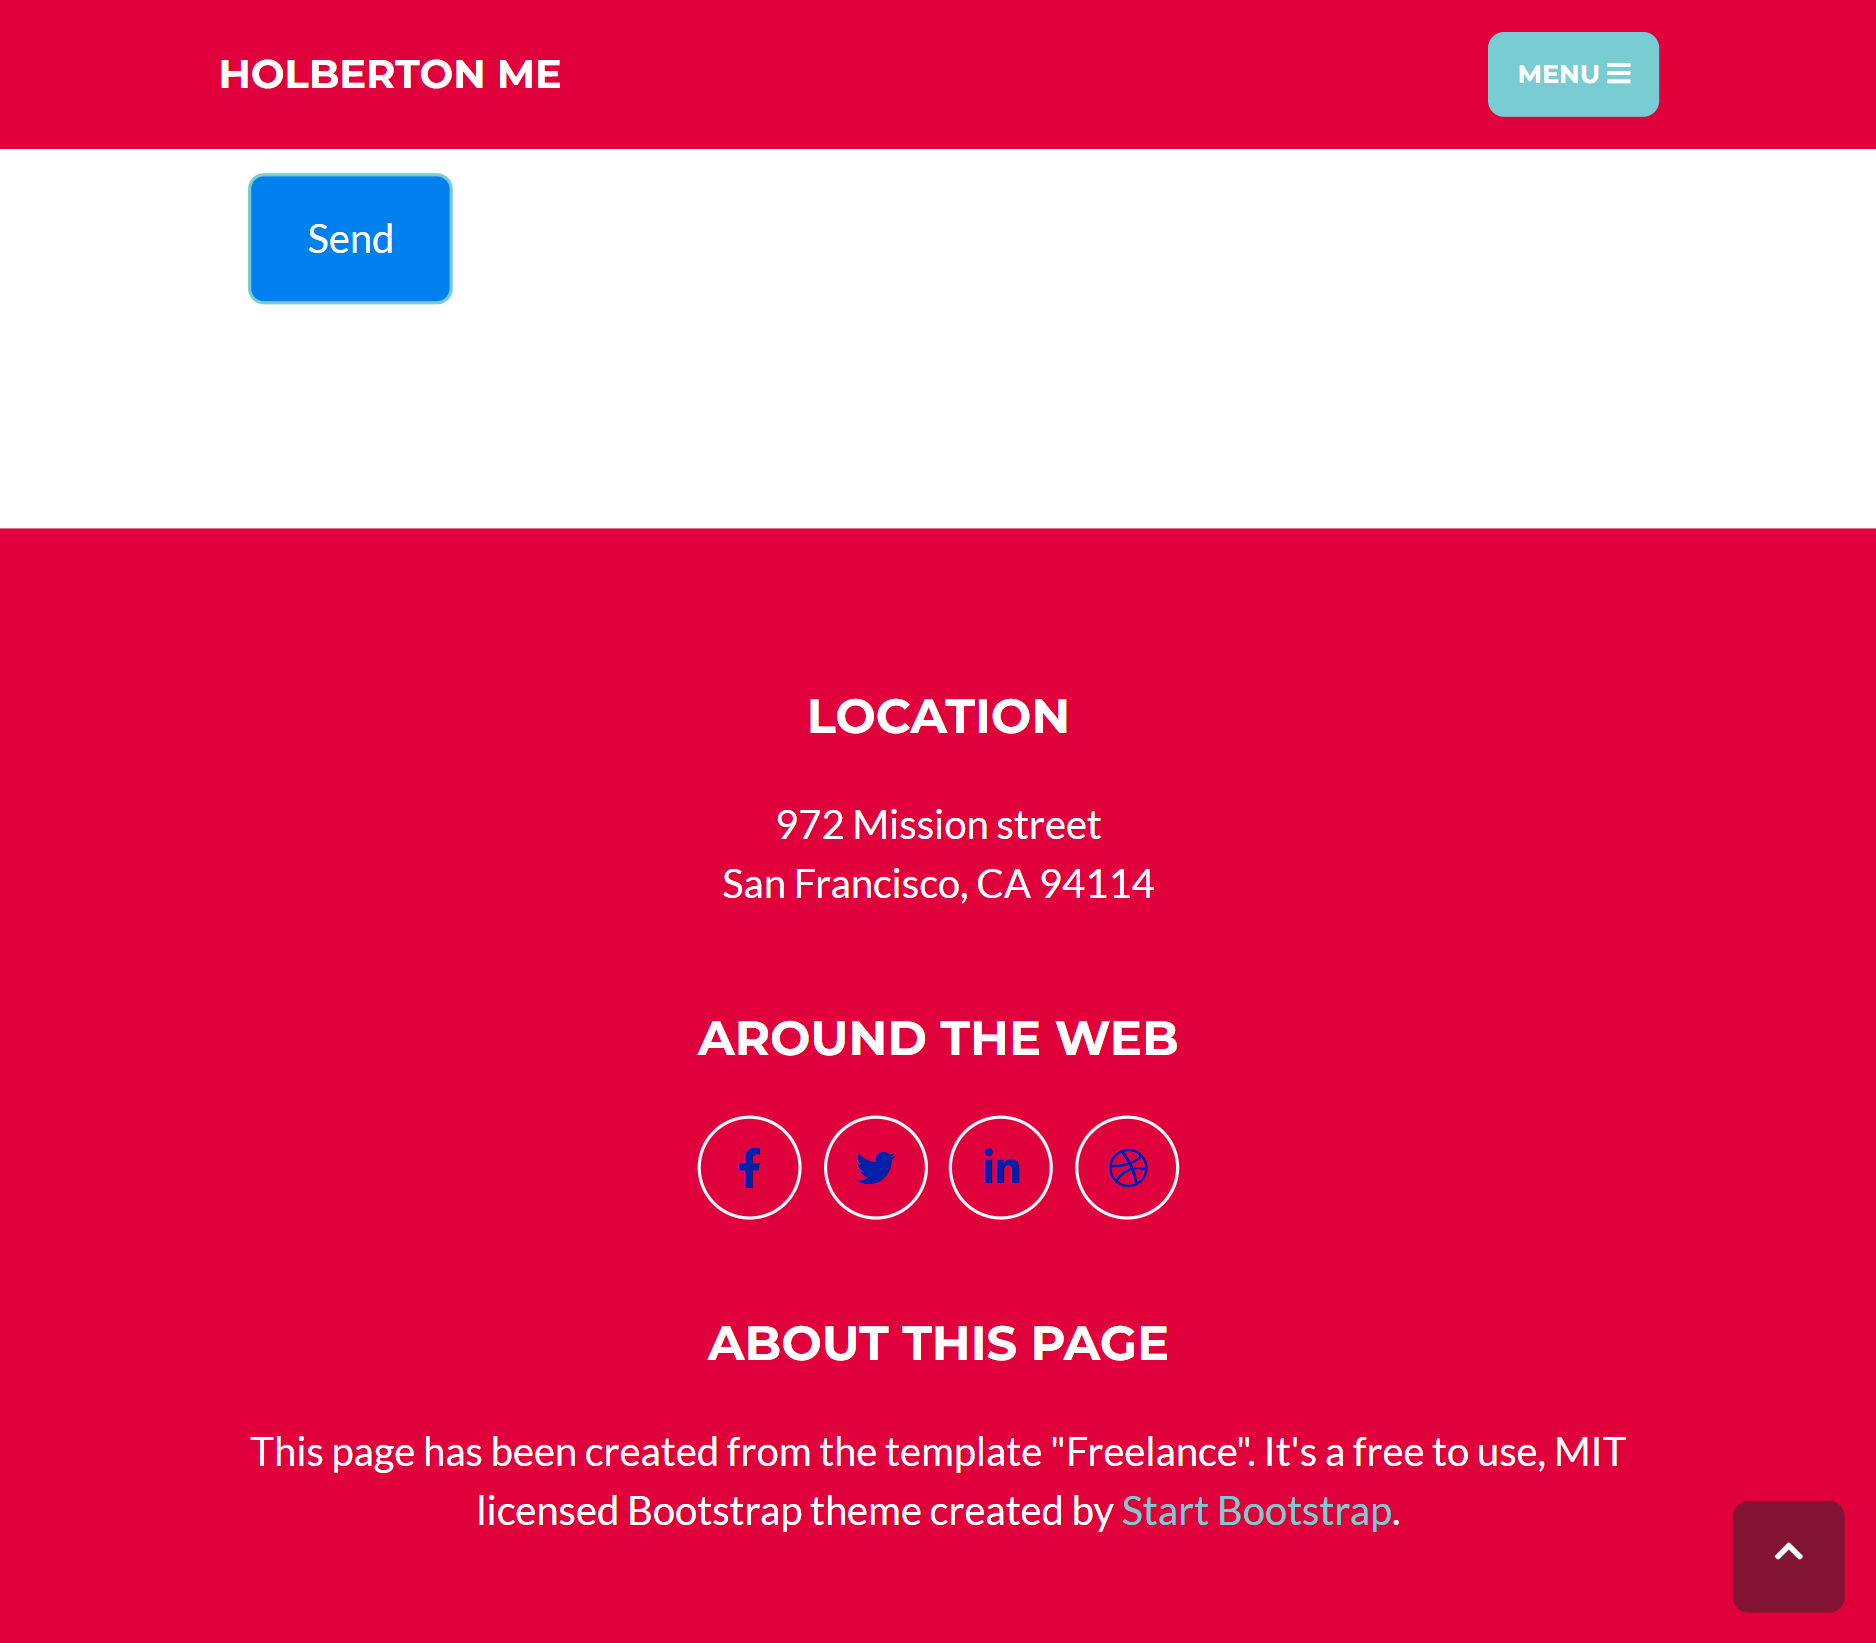 HOLBERTON ME
MENU
Send
LOCATION
972 Mission street
San Francisco, CA 94114
AROUND THE WEB
ABOUT THIS PAGE
This page has been created from the template "Freelance". It's a free to use, MIT
licensed Bootstrap theme created by Start Bootstrap.